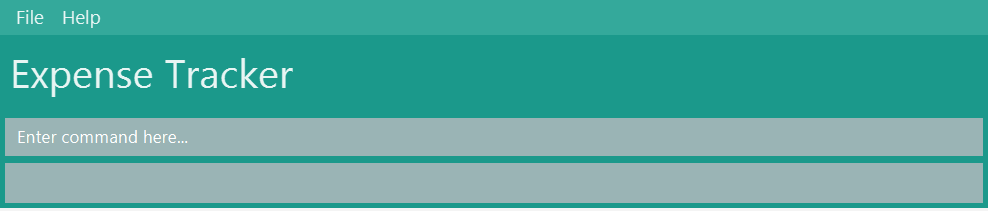 File Help
Expense Tracker
Enter command here...